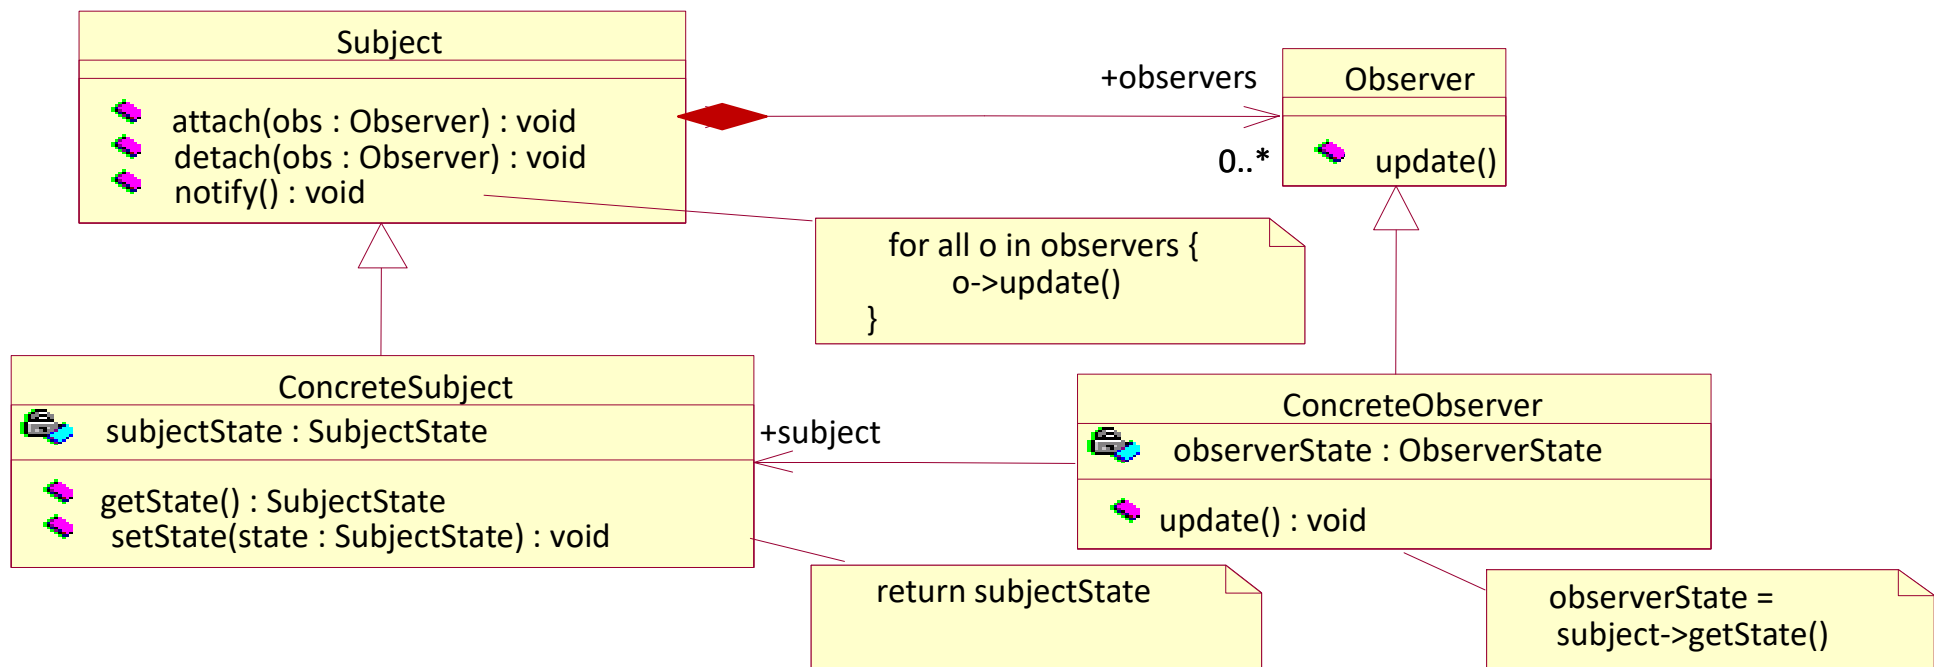 Subject
attach(obs : Observer) : void
detach(obs : Observer) : void
notify() : void
+observers
0..*
Observer
update()
for all o in observers {
o->update()
}
ConcreteSubject
subjectState : SubjectState
getState() : SubjectState
setState(state : SubjectState) : void
+subject
ConcreteObserver
observerState : ObserverState
update() : void
return subjectState
observerState =
subject->getState()